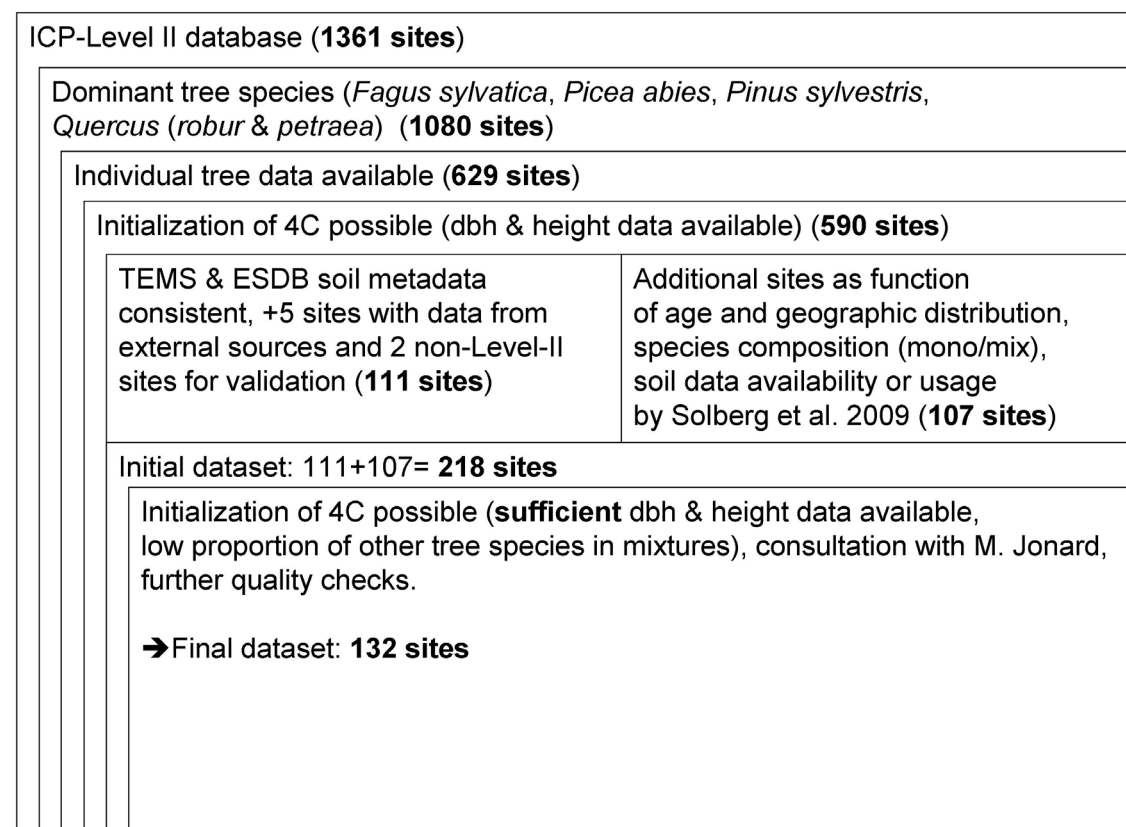 ICP-Level II database (1361 sites)
Dominant tree species (Fagus sylvatica, Picea abies, Pinus sylvestris,
Quercus (robur & petraea)  (1080 sites)
Individual tree data available (629 sites)
Initialization of 4C possible (dbh & height data available) (590 sites)
TEMS & ESDB soil metadata
consistent, +5 sites with data from
external sources and 2 non-Level-II
sites for validation (111 sites)
Additional sites as function
of age and geographic distribution,
species composition (mono/mix),
soil data availability or usage
by Solberg et al. 2009 (107 sites)
Initial dataset: 111+107= 218 sites
Initialization of 4C possible (sufficient dbh & height data available,
low proportion of other tree species in mixtures), consultation with M. Jonard,
further quality checks.
➔Final dataset: 132 sites